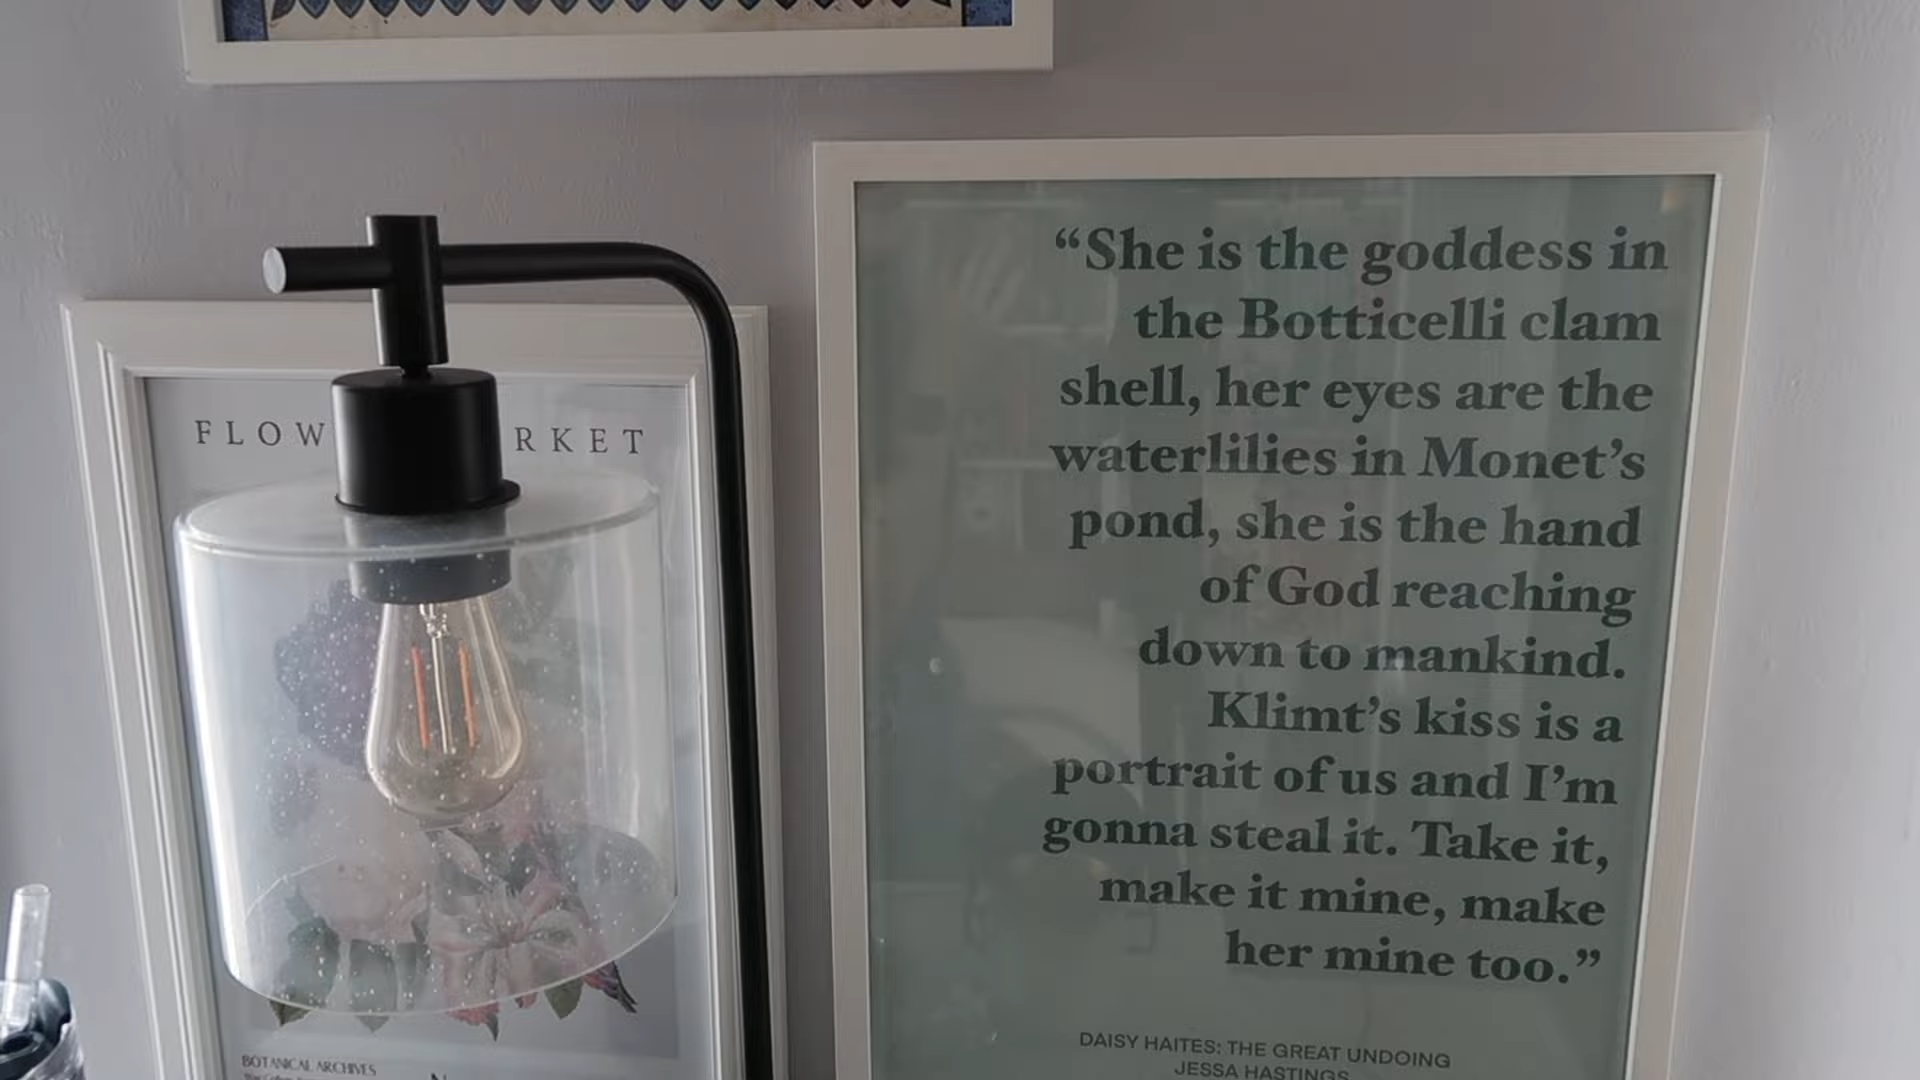 FLOW RKET
BOTANICAL ARCHIVES
“She is the goddess in
the Botticelli clam
shell, her eyes are the
waterlilies in Monet’s
pond, she is the hand
of God reaching
down to mankind.
Klimt’s kiss is a
portrait of us and I’m
gonna steal it. Take it,
make it mine, make
her mine too.”
DAISY HAITES: THE GREAT UNDOING
JESSA HASTINGS